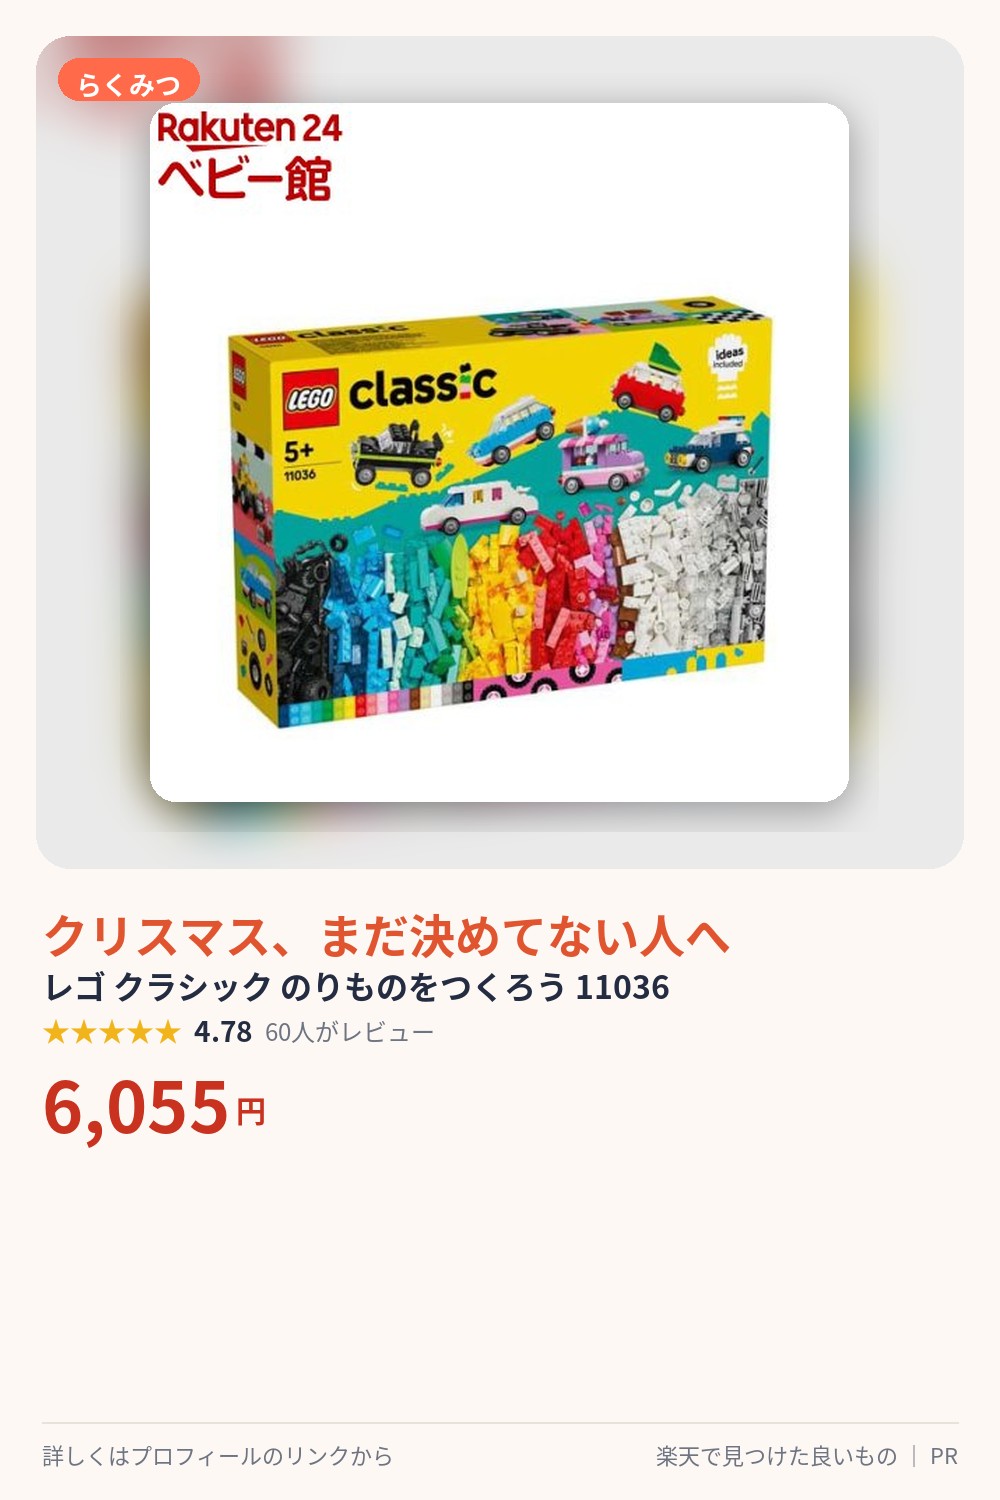 らくみつ
Rakuten 24
ベビー館
LEGO classic
LEGO classic
ideas
included
5+
11036
クリスマス、まだ決めてない人へ
レゴ クラシック のりものをつくろう 11036
★★★★★ 4.78 60人がレビュー
6,055円
詳しくはプロフィールのリンクから
楽天で見つけた良いもの | PR